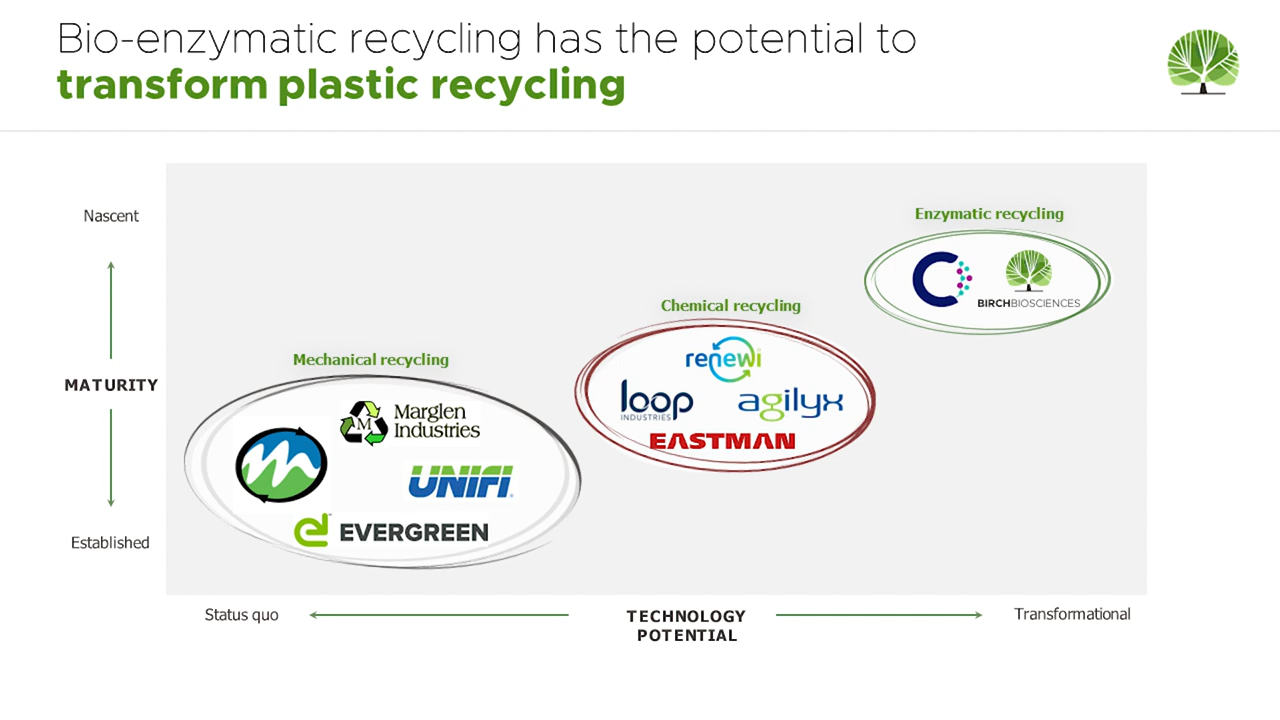 Bio-enzymatic recycling has the potential to
transform plastic recycling
Nascent
MATURITY
Established
Enzymatic recycling
BIRCHBIOSCIENCES
Chemical recycling
renewi
loop
INDUSTRIES
agilyx
EASTMAN
Mechanical recycling
M
Marglen
Industries
UNIFI
EVERGREEN
Status quo
TECHNOLOGY
POTENTIAL
Transformational